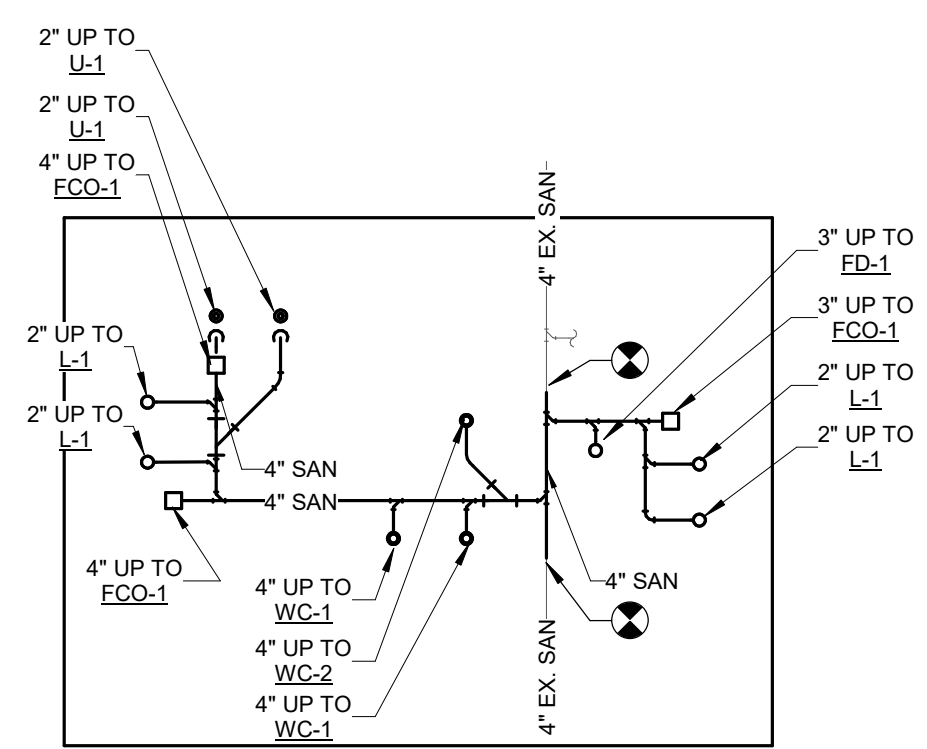 2" UP TO
U-1
2" UP TO
U-1
4" UP TO
FCO-1
2" UP TO
L-1
2" UP TO
L-1
4" SAN
4" SAN
4" UP TO
FCO-1
4" UP TO
WC-1
4" UP TO
WC-2
4" UP TO
WC-1
4" EX. SAN
4" EX. SAN
4" SAN
3" UP TO
FD-1
3" UP TO
FCO-1
2" UP TO
L-1
2" UP TO
L-1